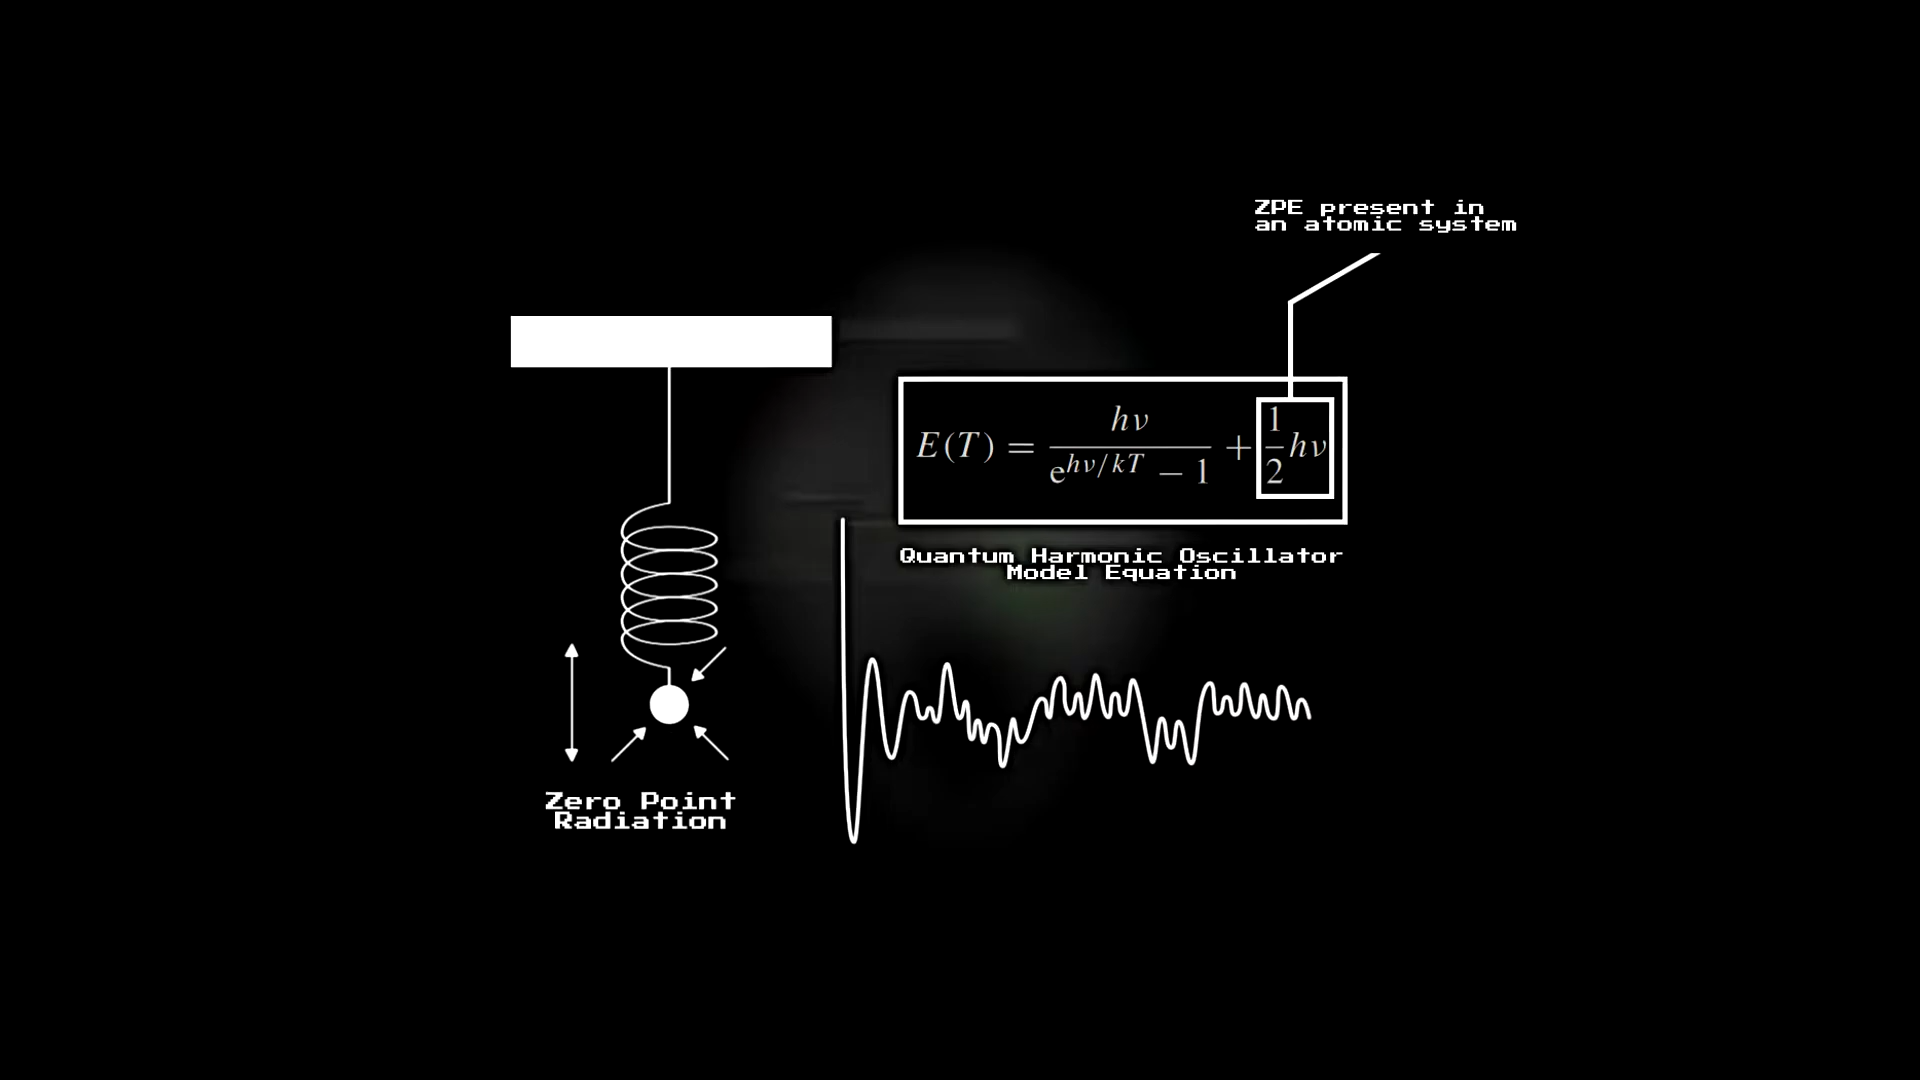 ZPE present in
an atomic system
E(T) = hν / (e^{hν/kT} − 1) + 1/2 hν
Quantum Harmonic Oscillator
Model Equation
Zero Point
Radiation